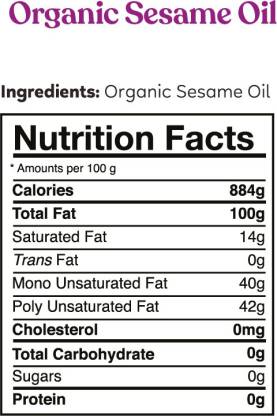 Organic Sesame Oil
Ingredients: Organic Sesame Oil
Nutrition Facts
* Amounts per 100 g
Calories 884g
Total Fat 100g
Saturated Fat 14g
Trans Fat 0g
Mono Unsaturated Fat 40g
Poly Unsaturated Fat 42g
Cholesterol 0mg
Total Carbohydrate 0g
Sugars 0g
Protein 0g